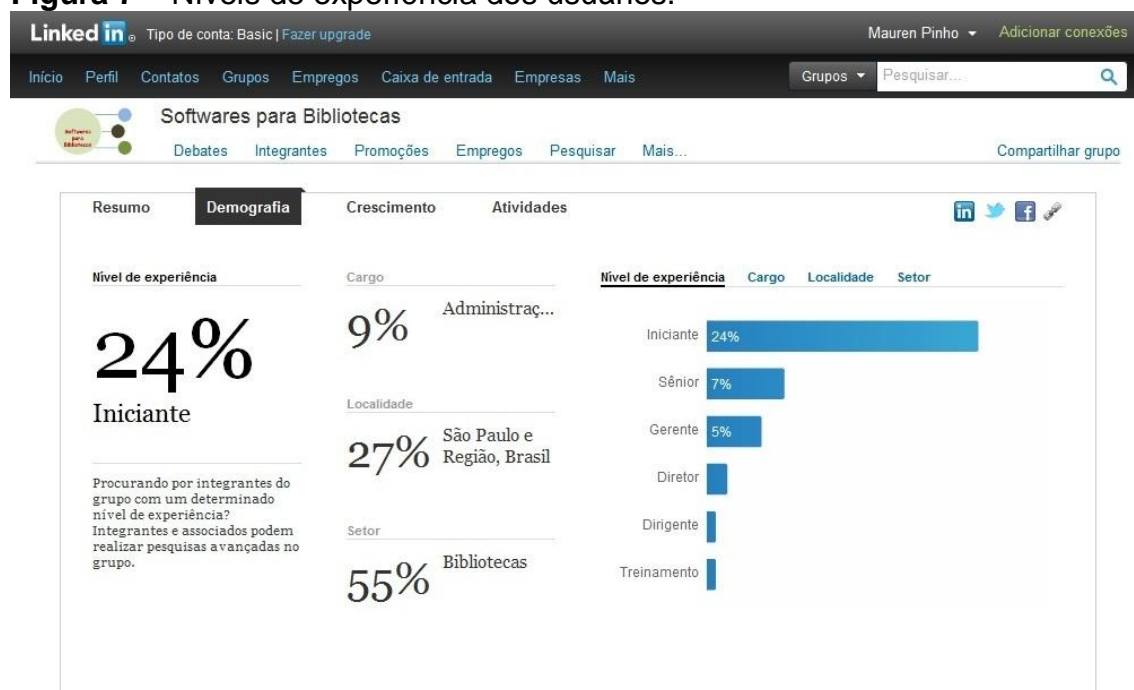 Figura 7 – Níveis de experiência dos usuários.
Linked in ® Tipo de conta: Basic | Fazer upgrade
Mauren Pinho Adicionar conexões
Início Perfil Contatos Grupos Empregos Caixa de entrada Empresas Mais
Grupos Pesquisar...
Softwares para Bibliotecas
Softwares
para
Bibliotecas
Debates Integrantes Promoções Empregos Pesquisar Mais...
Compartilhar grupo
Resumo Demografia Crescimento Atividades
in f
Nível de experiência
24%
Iniciante
Procurando por integrantes do
grupo com um determinado
nível de experiência?
Integrantes e associados podem
realizar pesquisas avançadas no
grupo.
Cargo
9% Administraç...
Localidade
27% São Paulo e
Região, Brasil
Setor
55% Bibliotecas
Nível de experiência Cargo Localidade Setor
Iniciante 24%
Sênior 7%
Gerente 5%
Diretor
Dirigente
Treinamento